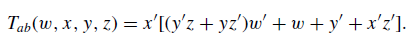 T_{ab}(w, x, y, z) = x′[(y′z + yz′)w′ + w + y′ + x′z′].